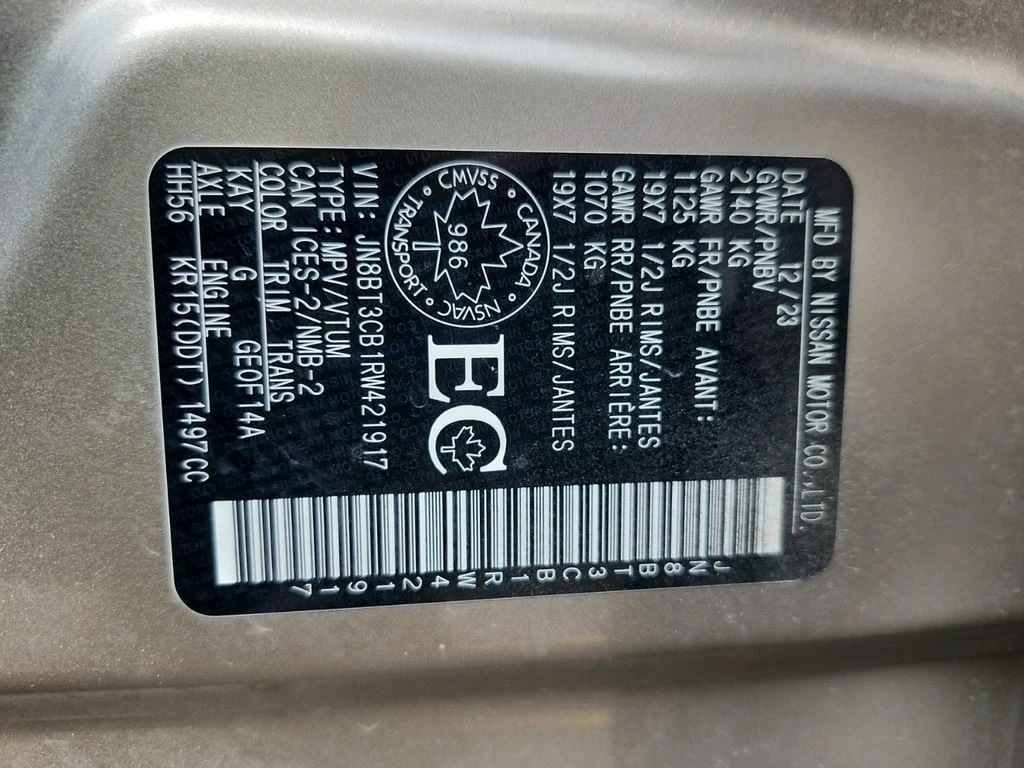 MFD BY NISSAN MOTOR CO.,LTD.
DATE 12/23
GVWR/PNBV
2140 KG
GAWR FR/PNBE AVANT:
1125 KG
19X7 1/2J RIMS/JANTES
GAWR RR/PNBE ARRIÈRE:
1070 KG
19X7 1/2J RIMS/JANTES
CMVSS • CANADA • NSVAC • TRANSPORT •
986
EC
VIN: JN8BT3CB1RW421917
TYPE:MPV/VTUM
CAN ICES-2/NMB-2
COLOR TRIM TRANS
KAY G GE0F14A
AXLE ENGINE
HH56 KR15(DDT)1497CC
JN8BT3CB1RW421917